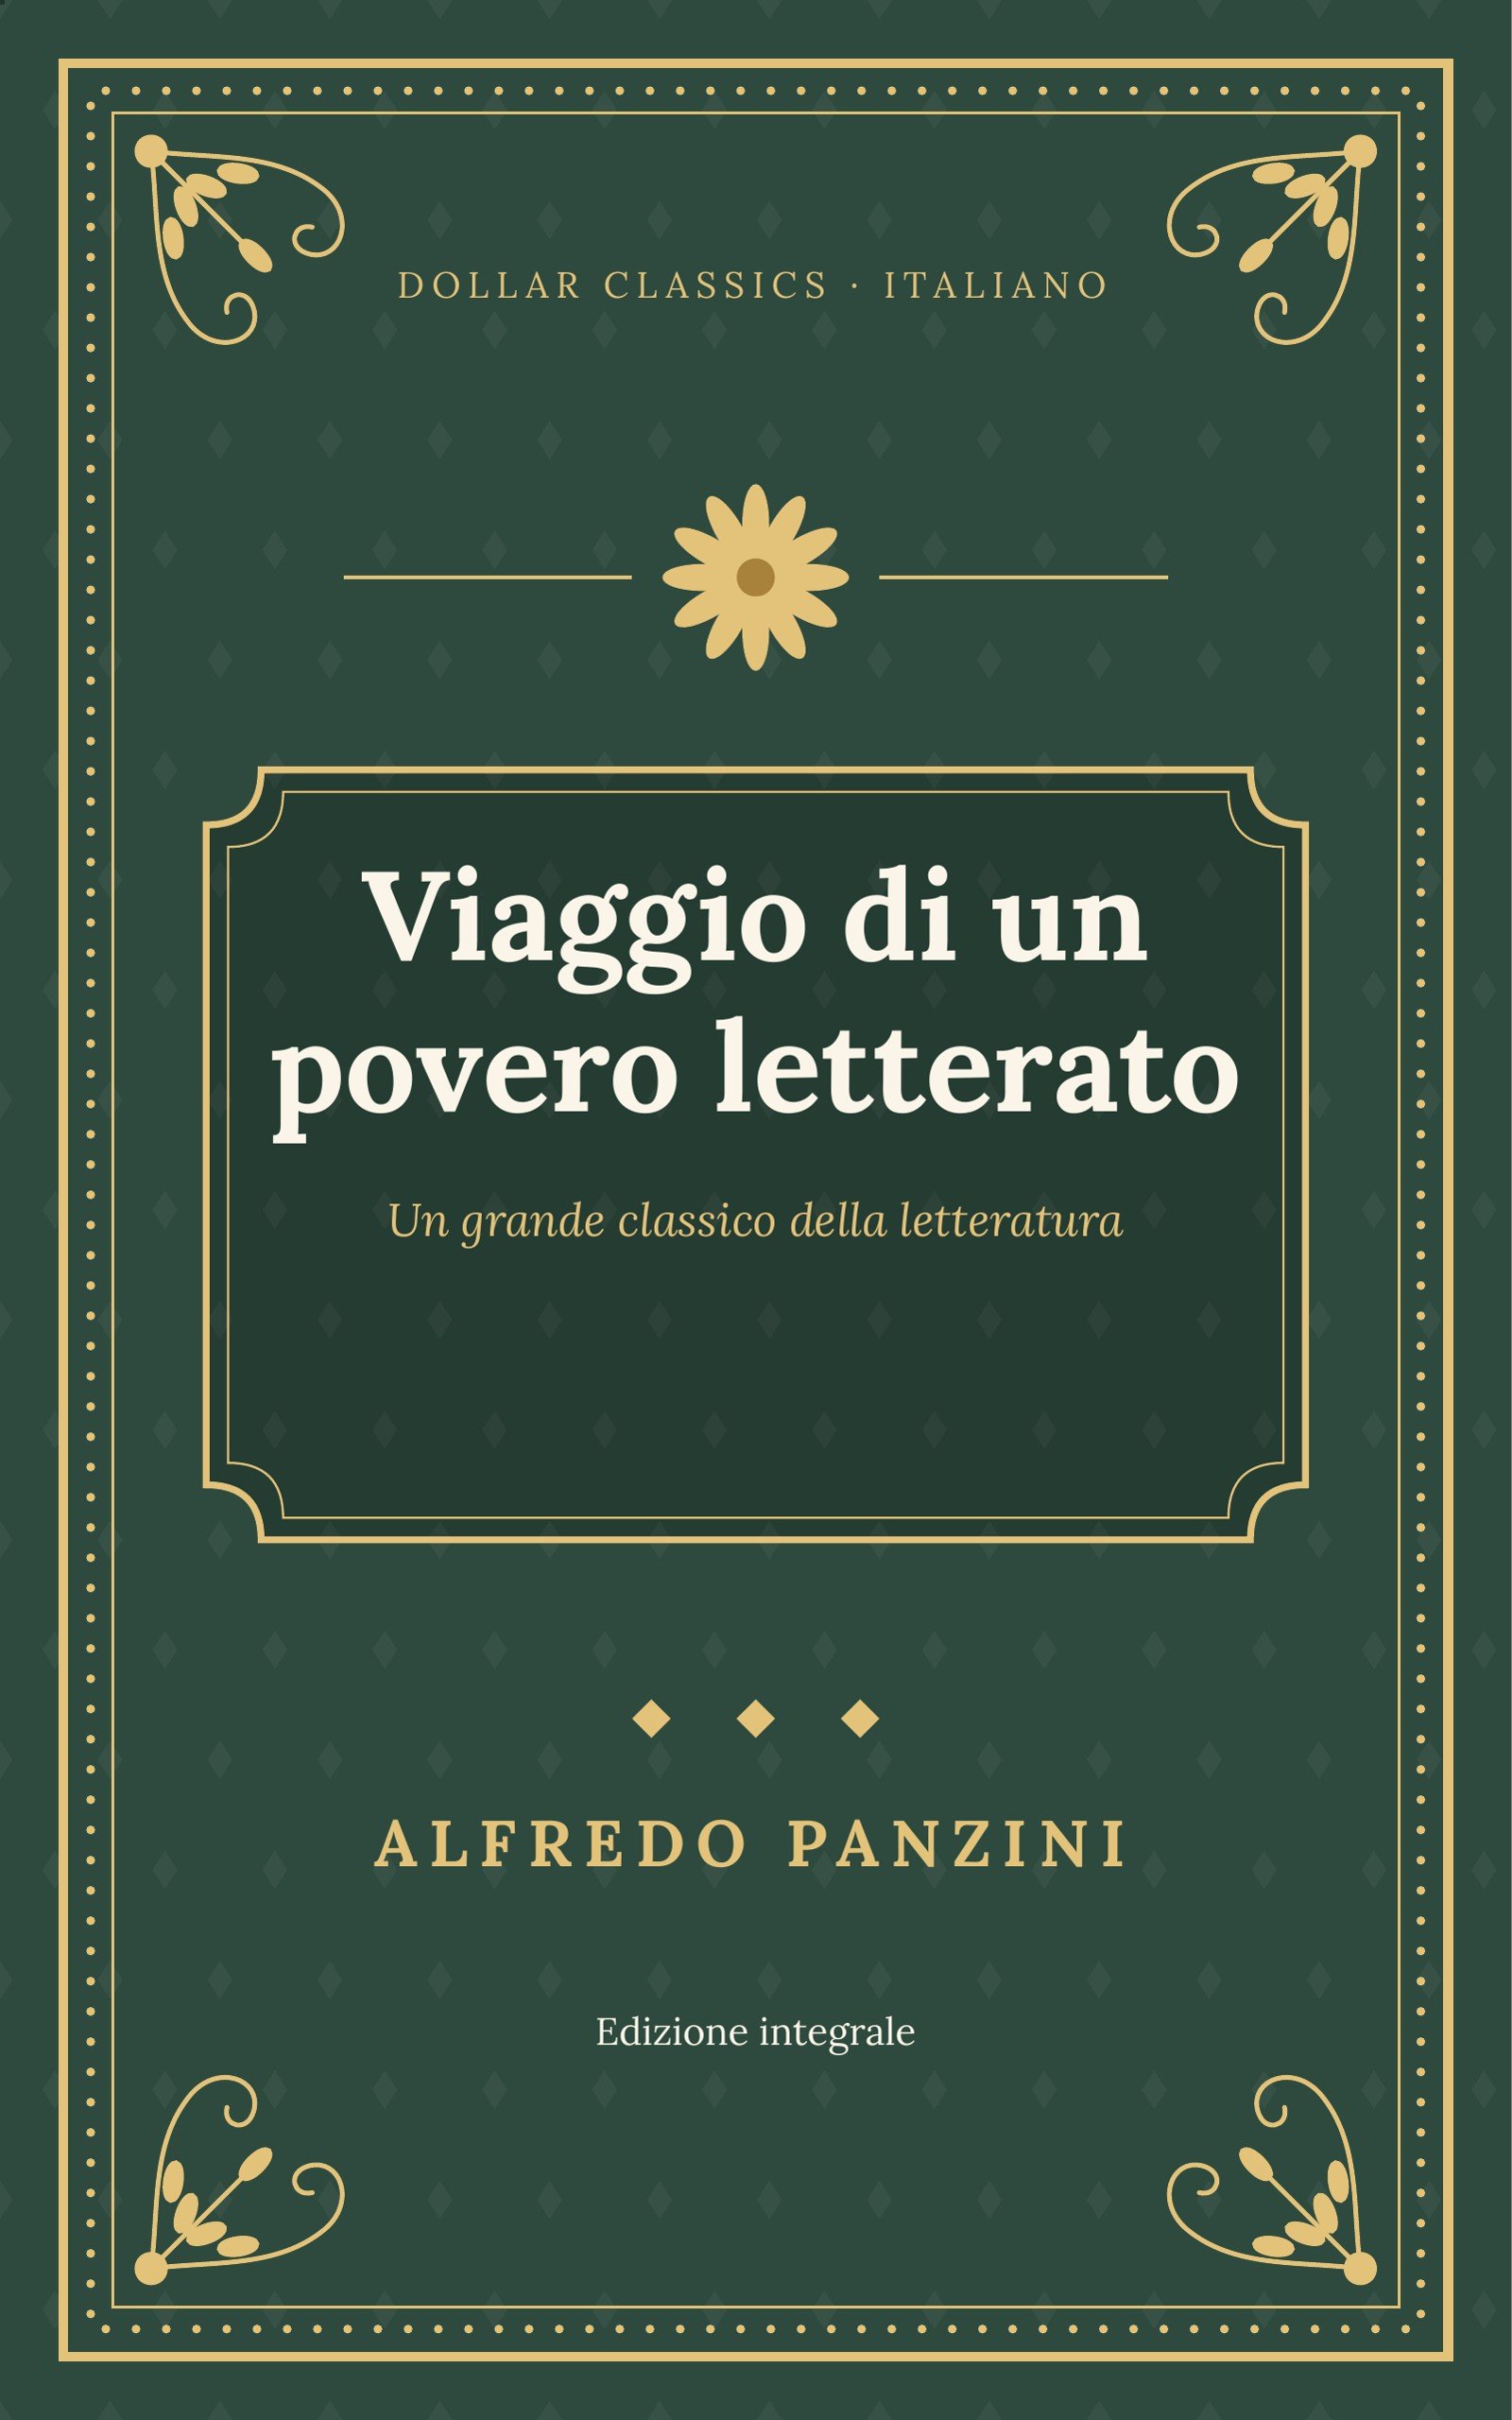 DOLLAR CLASSICS · ITALIANO
Viaggio di un
povero letterato
Un grande classico della letteratura
ALFREDO PANZINI
Edizione integrale